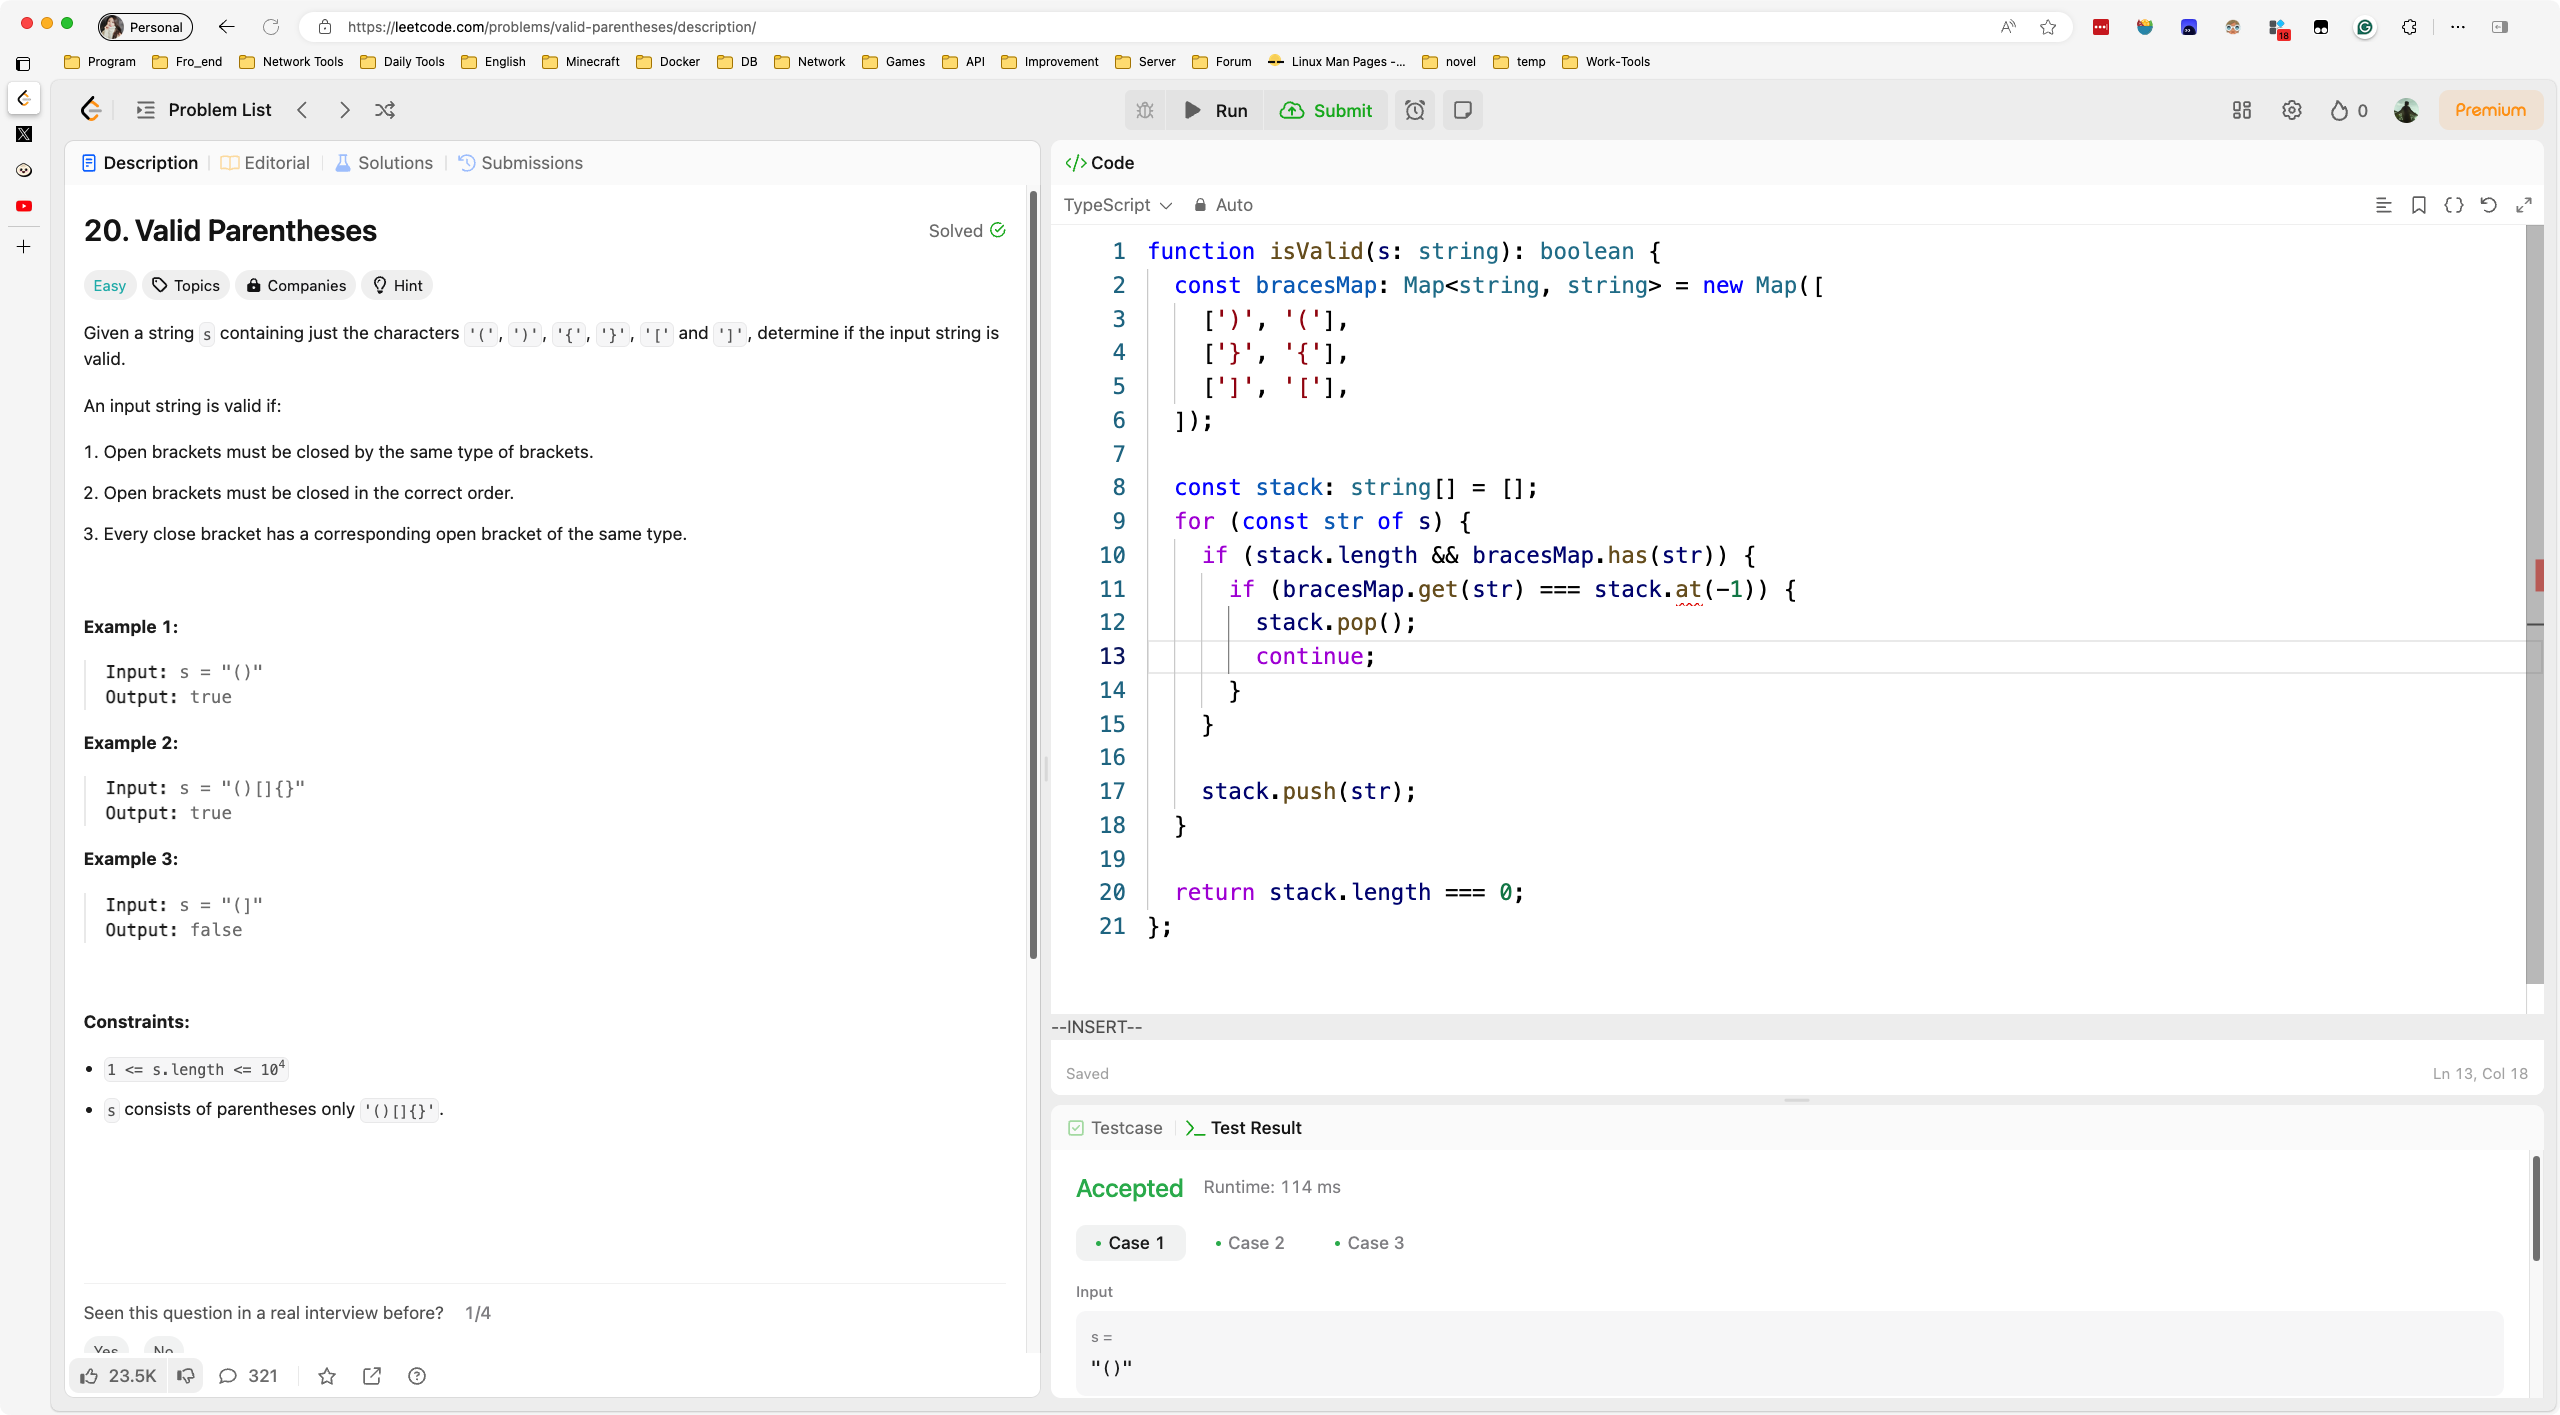 Personal
https://leetcode.com/problems/valid-parentheses/description/
18
Program Fro_end Network Tools Daily Tools English Minecraft Docker DB Network Games API Improvement Server Forum Linux Man Pages -... novel temp Work-Tools
Problem List
Run Submit
0 Premium
Description Editorial Solutions Submissions
20. Valid Parentheses
Solved
Easy Topics Companies Hint
Given a string s containing just the characters '(', ')', '{', '}', '[' and ']', determine if the input string is
valid.
An input string is valid if:
1. Open brackets must be closed by the same type of brackets.
2. Open brackets must be closed in the correct order.
3. Every close bracket has a corresponding open bracket of the same type.
Example 1:
Input: s = "()"
Output: true
Example 2:
Input: s = "()[]{}"
Output: true
Example 3:
Input: s = "(]"
Output: false
Constraints:
1 <= s.length <= 10⁴
s consists of parentheses only '()[]{}'.
Seen this question in a real interview before? 1/4
Yes No
23.5K 321
</> Code
TypeScript Auto
1 function isValid(s: string): boolean {
2 const bracesMap: Map<string, string> = new Map([
3 [')', '('],
4 ['}', '{'],
5 [']', '['],
6 ]);
7
8 const stack: string[] = [];
9 for (const str of s) {
10 if (stack.length && bracesMap.has(str)) {
11 if (bracesMap.get(str) === stack.at(-1)) {
12 stack.pop();
13 continue;
14 }
15 }
16
17 stack.push(str);
18 }
19
20 return stack.length === 0;
21 };
--INSERT--
Saved
Ln 13, Col 18
Testcase Test Result
Accepted Runtime: 114 ms
Case 1 Case 2 Case 3
Input
s =
"()"